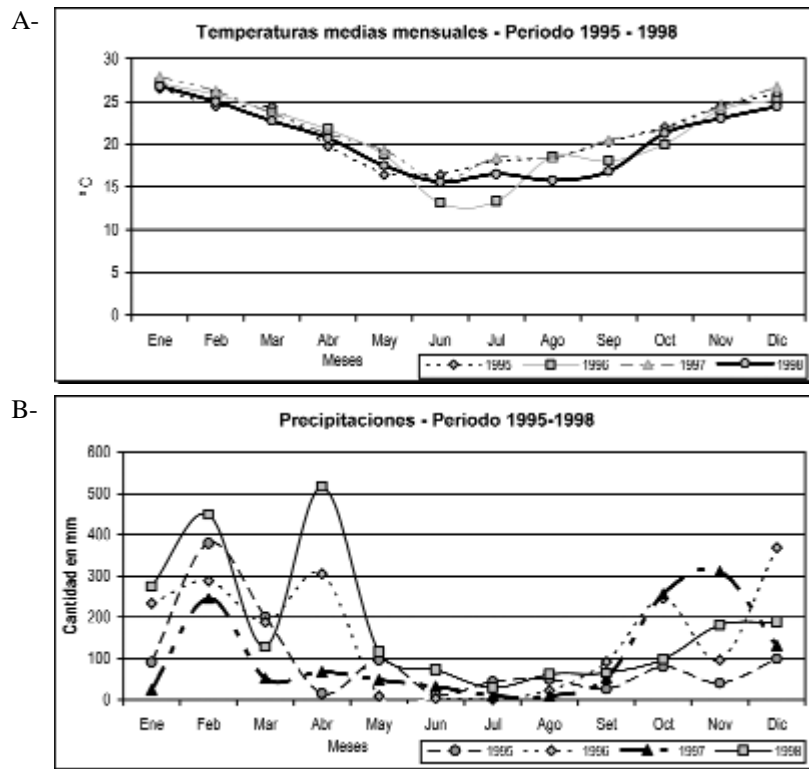 A-
Temperaturas medias mensuales - Periodo 1995 - 1998
30
25
20
15
10
5
0
°C
Ene Feb Mar Abr May Jun Jul Ago Sep Oct Nov Dic
Meses
1995 1996 1997 1998
B-
Precipitaciones - Periodo 1995-1998
600
500
400
300
200
100
0
Cantidad en mm
Ene Feb Mar Abr May Jun Jul Ago Set Oct Nov Dic
Meses
1995 1996 1997 1998